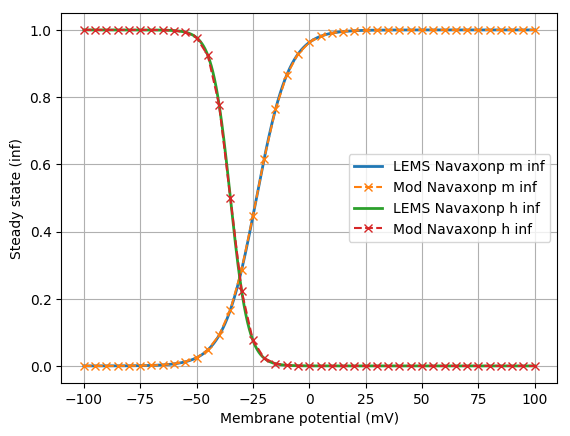 1.0
0.8
0.6
0.4
0.2
0.0
Steady state (inf)
LEMS Navaxonp m inf
Mod Navaxonp m inf
LEMS Navaxonp h inf
Mod Navaxonp h inf
−100 −75 −50 −25 0 25 50 75 100
Membrane potential (mV)